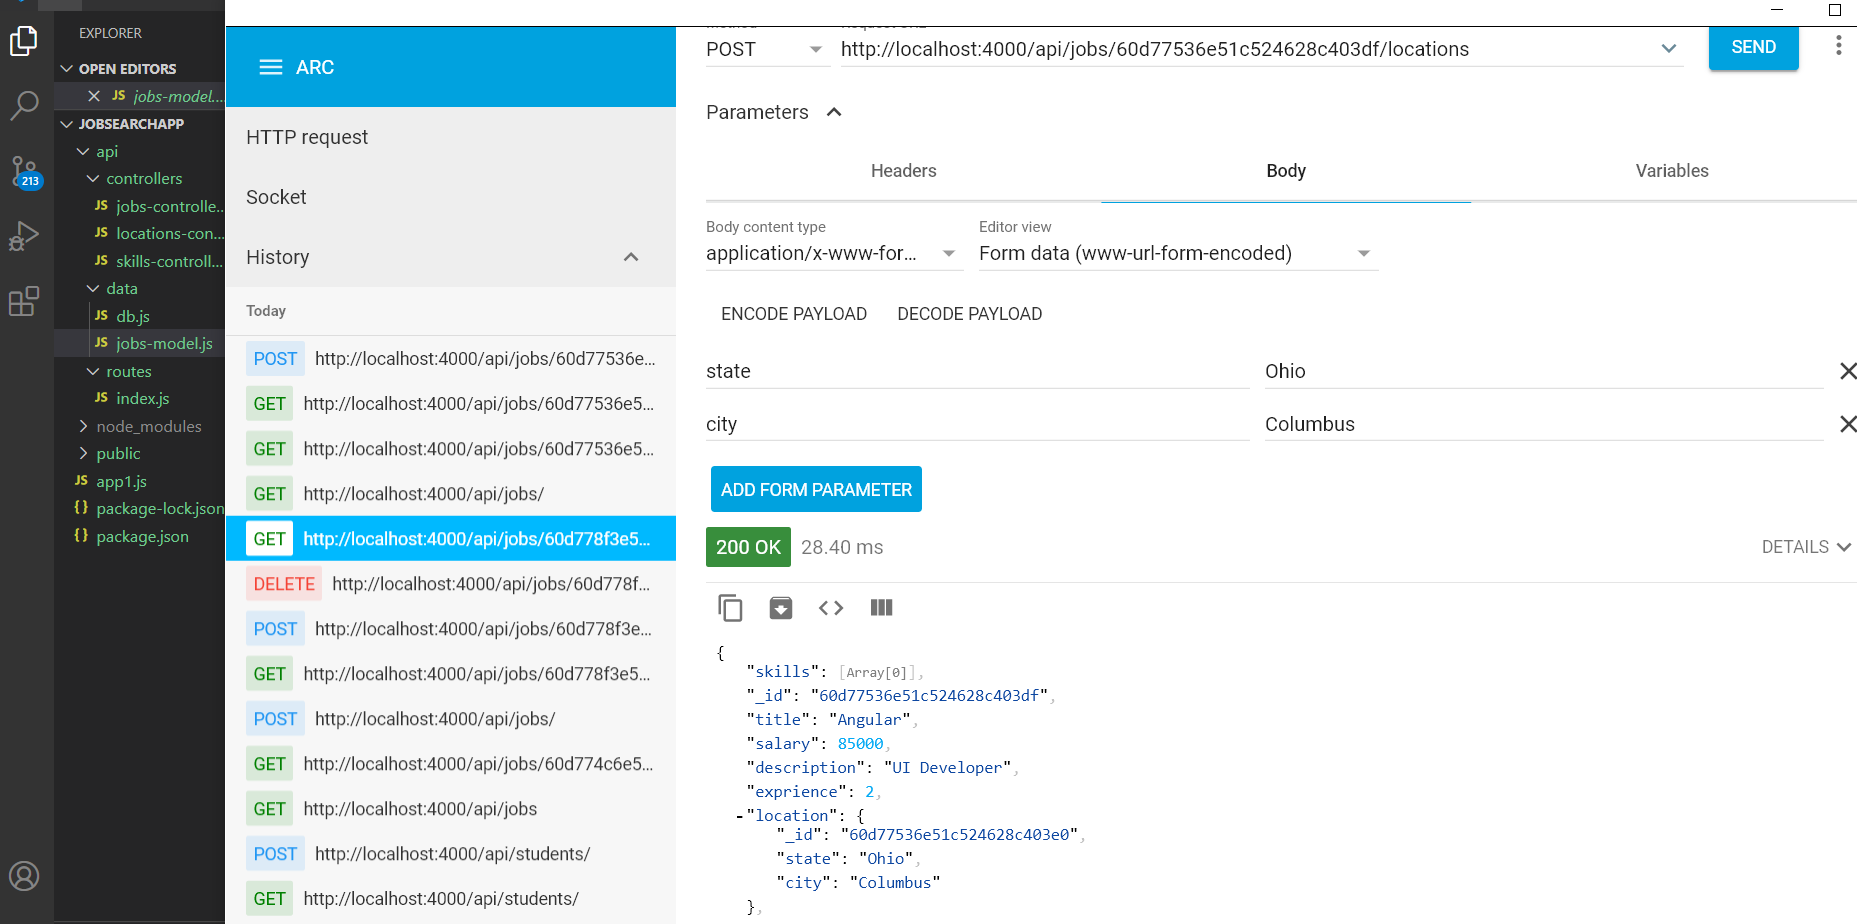 EXPLORER
OPEN EDITORS
JS jobs-model....
JOBSEARCHAPP
api
controllers
JS jobs-controlle...
JS locations-con...
JS skills-controll...
data
JS db.js
JS jobs-model.js
routes
JS index.js
node_modules
public
JS app1.js
{} package-lock.json
{} package.json
213
ARC
HTTP request
Socket
History
Today
POST http://localhost:4000/api/jobs/60d77536e...
GET http://localhost:4000/api/jobs/60d77536e5...
GET http://localhost:4000/api/jobs/60d77536e5...
GET http://localhost:4000/api/jobs/
GET http://localhost:4000/api/jobs/60d778f3e5...
DELETE http://localhost:4000/api/jobs/60d778f...
POST http://localhost:4000/api/jobs/60d778f3e...
GET http://localhost:4000/api/jobs/60d778f3e5...
POST http://localhost:4000/api/jobs/
GET http://localhost:4000/api/jobs/60d774c6e5...
GET http://localhost:4000/api/jobs
POST http://localhost:4000/api/students/
GET http://localhost:4000/api/students/
POST http://localhost:4000/api/jobs/60d77536e51c524628c403df/locations SEND
Parameters
Headers Body Variables
Body content type Editor view
application/x-www-for... Form data (www-url-form-encoded)
ENCODE PAYLOAD DECODE PAYLOAD
state Ohio
city Columbus
ADD FORM PARAMETER
200 OK 28.40 ms DETAILS
{
"skills": [Array[0]],
"_id": "60d77536e51c524628c403df",
"title": "Angular",
"salary": 85000,
"description": "UI Developer",
"exprience": 2,
-"location": {
"_id": "60d77536e51c524628c403e0",
"state": "Ohio",
"city": "Columbus"
},